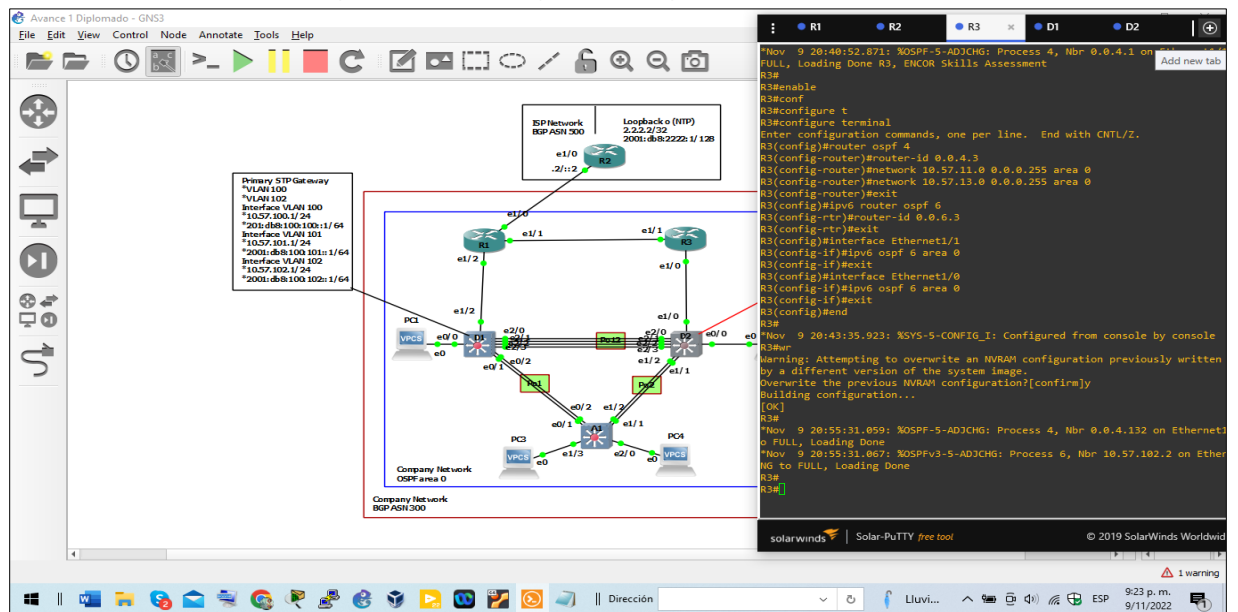 Avance 1 Diplomado - GNS3
File Edit View Control Node Annotate Tools Help
ISP Network
BGP ASN 500
Loopback o (NTP)
2.2.2.2/32
2001: db8:2222: 1/ 128
e1/0
R2
.2/::2
Primary STP Gateway
*VLAN 100
*VLAN 102
Interface VLAN 100
*10.57.100.1/ 24
*201: db8:100:100:: 1/ 64
Interface VLAN 101
*10.57.101.1/ 24
*2001: db8:100:101:: 1/ 64
Interface VLAN 102
*10.57.102.1/ 24
*2001: db8:100:102:: 1/ 64
e1/0
R1
e1/1
e1/1
R3
e1/2
e1/0
e1/2
e1/0
PC1
VPCS
e0/0
e0
D1
e2/0
e2/3
Po12
e2/0
e2/3
D2
e0/0
e0
e0/1
e0/2
e1/2
e1/1
Po1
Po2
e0/2
e1/2
e0/1
e1/1
A1
PC3
VPCS
e0
e1/3
e2/0
e0
PC4
VPCS
Company Network
OSPF area 0
Company Network
BGP ASN 300
R1
R2
R3
×
D1
D2
Add new tab
*Nov 9 20:40:52.871: %OSPF-5-ADJCHG: Process 4, Nbr 0.0.4.1 on
FULL, Loading Done R3, ENCOR Skills Assessment
R3#
R3#enable
R3#conf
R3#configure t
R3#configure terminal
Enter configuration commands, one per line. End with CNTL/Z.
R3(config)#router ospf 4
R3(config-router)#router-id 0.0.4.3
R3(config-router)#network 10.57.11.0 0.0.0.255 area 0
R3(config-router)#network 10.57.13.0 0.0.0.255 area 0
R3(config-router)#exit
R3(config)#ipv6 router ospf 6
R3(config-rtr)#router-id 0.0.6.3
R3(config-rtr)#exit
R3(config)#interface Ethernet1/1
R3(config-if)#ipv6 ospf 6 area 0
R3(config-if)#exit
R3(config)#interface Ethernet1/0
R3(config-if)#ipv6 ospf 6 area 0
R3(config-if)#exit
R3(config)#end
R3#
*Nov 9 20:43:35.923: %SYS-5-CONFIG_I: Configured from console by console
R3#wr
Warning: Attempting to overwrite an NVRAM configuration previously written
by a different version of the system image.
Overwrite the previous NVRAM configuration?[confirm]y
Building configuration...
[OK]
R3#
*Nov 9 20:55:31.059: %OSPF-5-ADJCHG: Process 4, Nbr 0.0.4.132 on Ethernet1
o FULL, Loading Done
*Nov 9 20:55:31.067: %OSPFv3-5-ADJCHG: Process 6, Nbr 10.57.102.2 on Ether
NG to FULL, Loading Done
R3#
R3#
solarwinds | Solar-PuTTY free tool © 2019 SolarWinds Worldwid
1 warning
Dirección
Lluvi...
ESP
9:23 p. m.
9/11/2022